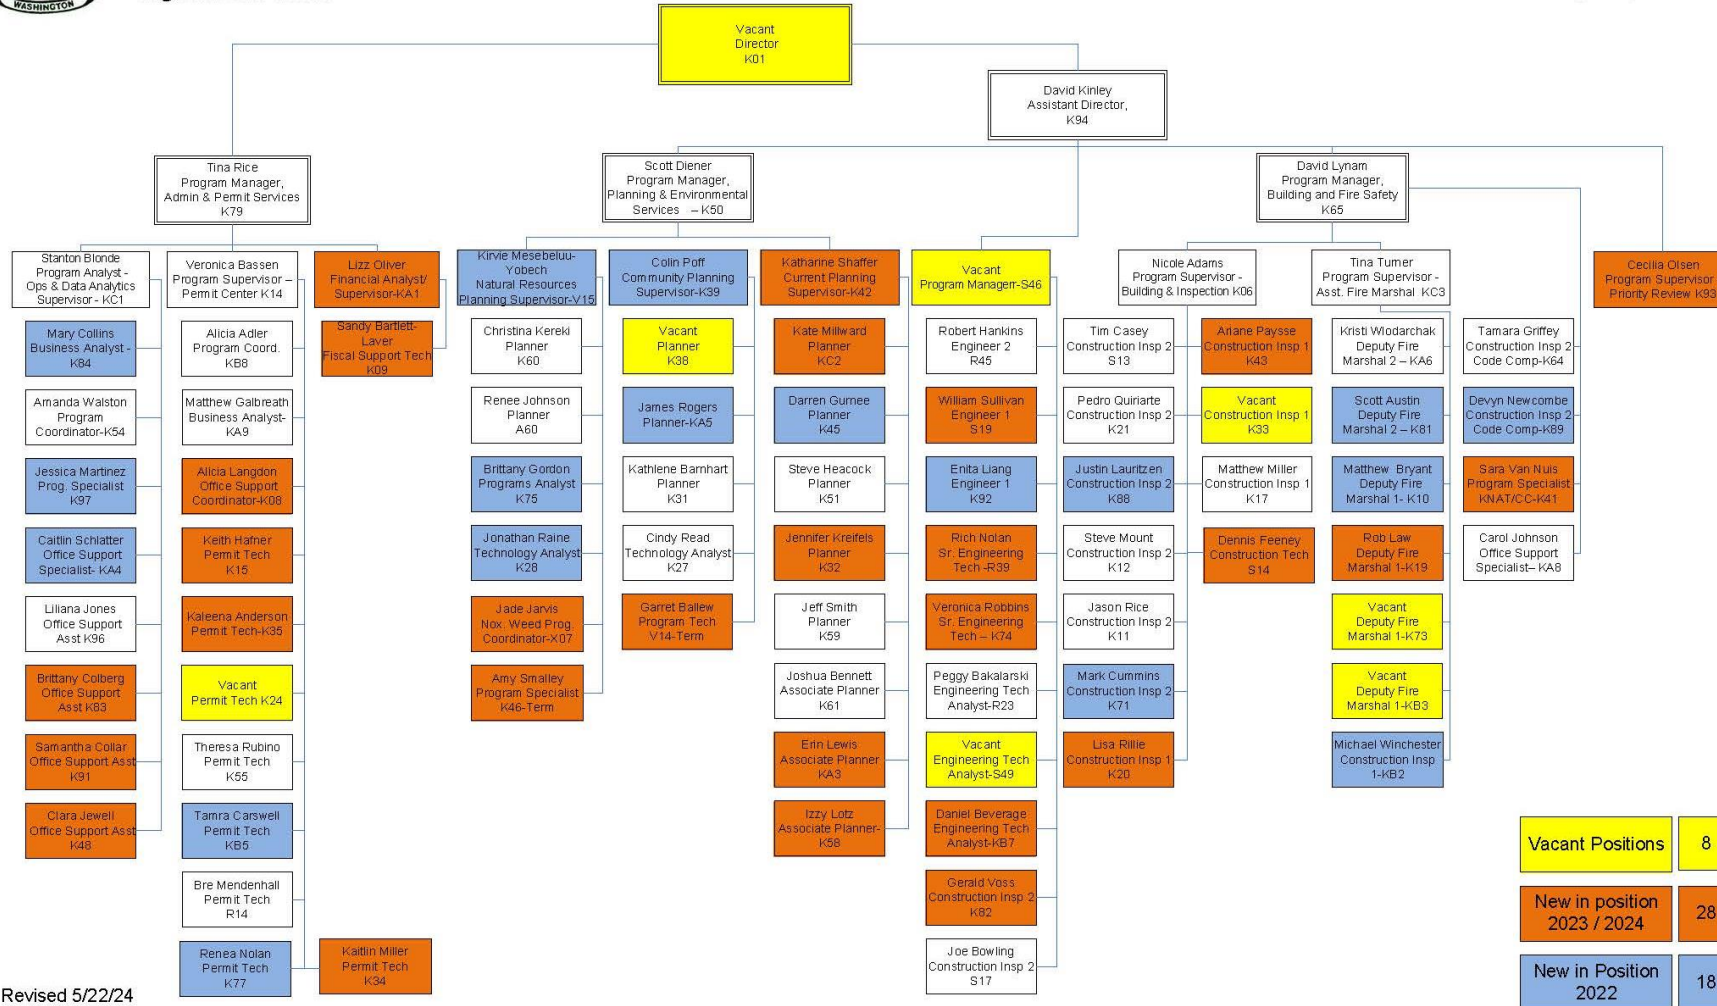 WASHINGTON
Vacant
Director
K01
David Kinley
Assistant Director,
K94
Tina Rice
Program Manager,
Admin & Permit Services
K79
Scott Diener
Program Manager,
Planning & Environmental
Services – K50
David Lynam
Program Manager,
Building and Fire Safety
K65
Stanton Blonde
Program Analyst -
Ops & Data Analytics
Supervisor - KC1
Veronica Bassen
Program Supervisor –
Permit Center K14
Lizz Oliver
Financial Analyst/
Supervisor-KA1
Kirvie Mesebeluu-
Yobech
Natural Resources
Planning Supervisor-V15
Colin Poff
Community Planning
Supervisor-K39
Katharine Shaffer
Current Planning
Supervisor-K42
Vacant
Program Managerr-S46
Nicole Adams
Program Supervisor -
Building & Inspection K06
Tina Turner
Program Supervisor -
Asst. Fire Marshal KC3
Cecilia Olsen
Program Supervisor
Priority Review K93
Mary Collins
Business Analyst -
K84
Amanda Walston
Program
Coordinator-K54
Jessica Martinez
Prog. Specialist
K97
Caitlin Schlatter
Office Support
Specialist- KA4
Liliana Jones
Office Support
Asst K96
Brittany Colberg
Office Support
Asst K83
Samantha Collar
Office Support Asst
K91
Clara Jewell
Office Support Asst
K48
Alicia Adler
Program Coord.
KB8
Matthew Galbreath
Business Analyst-
KA9
Alicia Langdon
Office Support
Coordinator-K08
Keith Hafner
Permit Tech
K15
Kaleena Anderson
Permit Tech-K35
Vacant
Permit Tech K24
Theresa Rubino
Permit Tech
K55
Tamra Carswell
Permit Tech
KB5
Bre Mendenhall
Permit Tech
R14
Renea Nolan
Permit Tech
K77
Kaitlin Miller
Permit Tech
K34
Sandy Bartlett-
Laver
Fiscal Support Tech
K09
Christina Kereki
Planner
K60
Renee Johnson
Planner
A60
Brittany Gordon
Programs Analyst
K75
Jonathan Raine
Technology Analyst
K28
Jade Jarvis
Nox. Weed Prog.
Coordinator-X07
Amy Smalley
Program Specialist
K46-Term
Vacant
Planner
K38
James Rogers
Planner-KA5
Kathlene Barnhart
Planner
K31
Cindy Read
Technology Analyst
K27
Garret Ballew
Program Tech
V14-Term
Kate Millward
Planner
KC2
Darren Gurnee
Planner
K45
Steve Heacock
Planner
K51
Jennifer Kreifels
Planner
K32
Jeff Smith
Planner
K59
Joshua Bennett
Associate Planner
K61
Erin Lewis
Associate Planner
KA3
Izzy Lotz
Associate Planner-
K58
Robert Hankins
Engineer 2
R45
William Sullivan
Engineer 1
S19
Enita Liang
Engineer 1
K92
Rich Nolan
Sr. Engineering
Tech -R39
Veronica Robbins
Sr. Engineering
Tech – K74
Peggy Bakalarski
Engineering Tech
Analyst-R23
Vacant
Engineering Tech
Analyst-S49
Daniel Beverage
Engineering Tech
Analyst-KB7
Gerald Voss
Construction Insp 2
K82
Joe Bowling
Construction Insp 2
S17
Tim Casey
Construction Insp 2
S13
Pedro Quiriarte
Construction Insp 2
K21
Justin Lauritzen
Construction Insp 2
K88
Steve Mount
Construction Insp 2
K12
Jason Rice
Construction Insp 2
K11
Mark Cummins
Construction Insp 2
K71
Lisa Rillie
Construction Insp 1
K20
Ariane Paysse
Construction Insp 1
K43
Vacant
Construction Insp 1
K33
Matthew Miller
Construction Insp 1
K17
Dennis Feeney
Construction Tech
S14
Kristi Wlodarchak
Deputy Fire
Marshal 2 – KA6
Scott Austin
Deputy Fire
Marshal 2 – K81
Matthew Bryant
Deputy Fire
Marshal 1- K10
Rob Law
Deputy Fire
Marshal 1-K19
Vacant
Deputy Fire
Marshal 1-K73
Vacant
Deputy Fire
Marshal 1-KB3
Michael Winchester
Construction Insp
1-KB2
Tamara Griffey
Construction Insp 2
Code Comp-K64
Devyn Newcombe
Construction Insp 2
Code Comp-K89
Sara Van Nuis
Program Specialist
KNAT/CC-K41
Carol Johnson
Office Support
Specialist– KA8
Vacant Positions 8
New in position
2023 / 2024
28
New in Position
2022
18
Revised 5/22/24